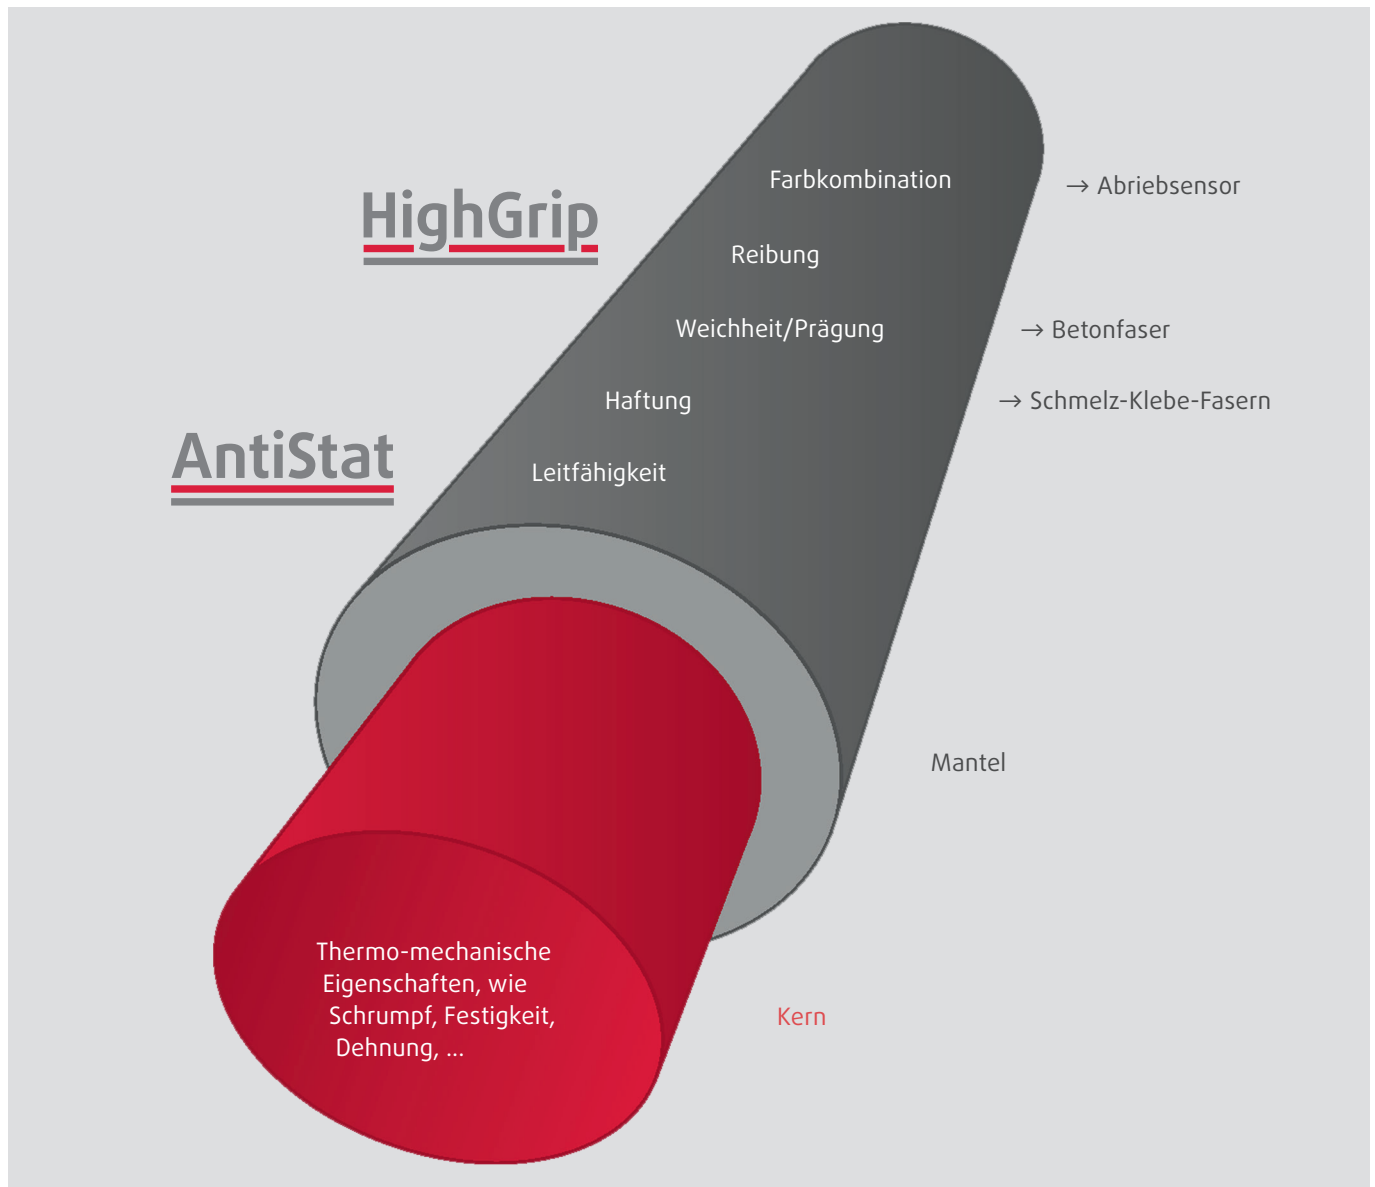 Farbkombination
→ Abriebsensor
HighGrip
Reibung
Weichheit/Prägung
→ Betonfaser
Haftung
→ Schmelz-Klebe-Fasern
AntiStat
Leitfähigkeit
Mantel
Thermo-mechanische
Eigenschaften, wie
Schrumpf, Festigkeit,
Dehnung, ...
Kern